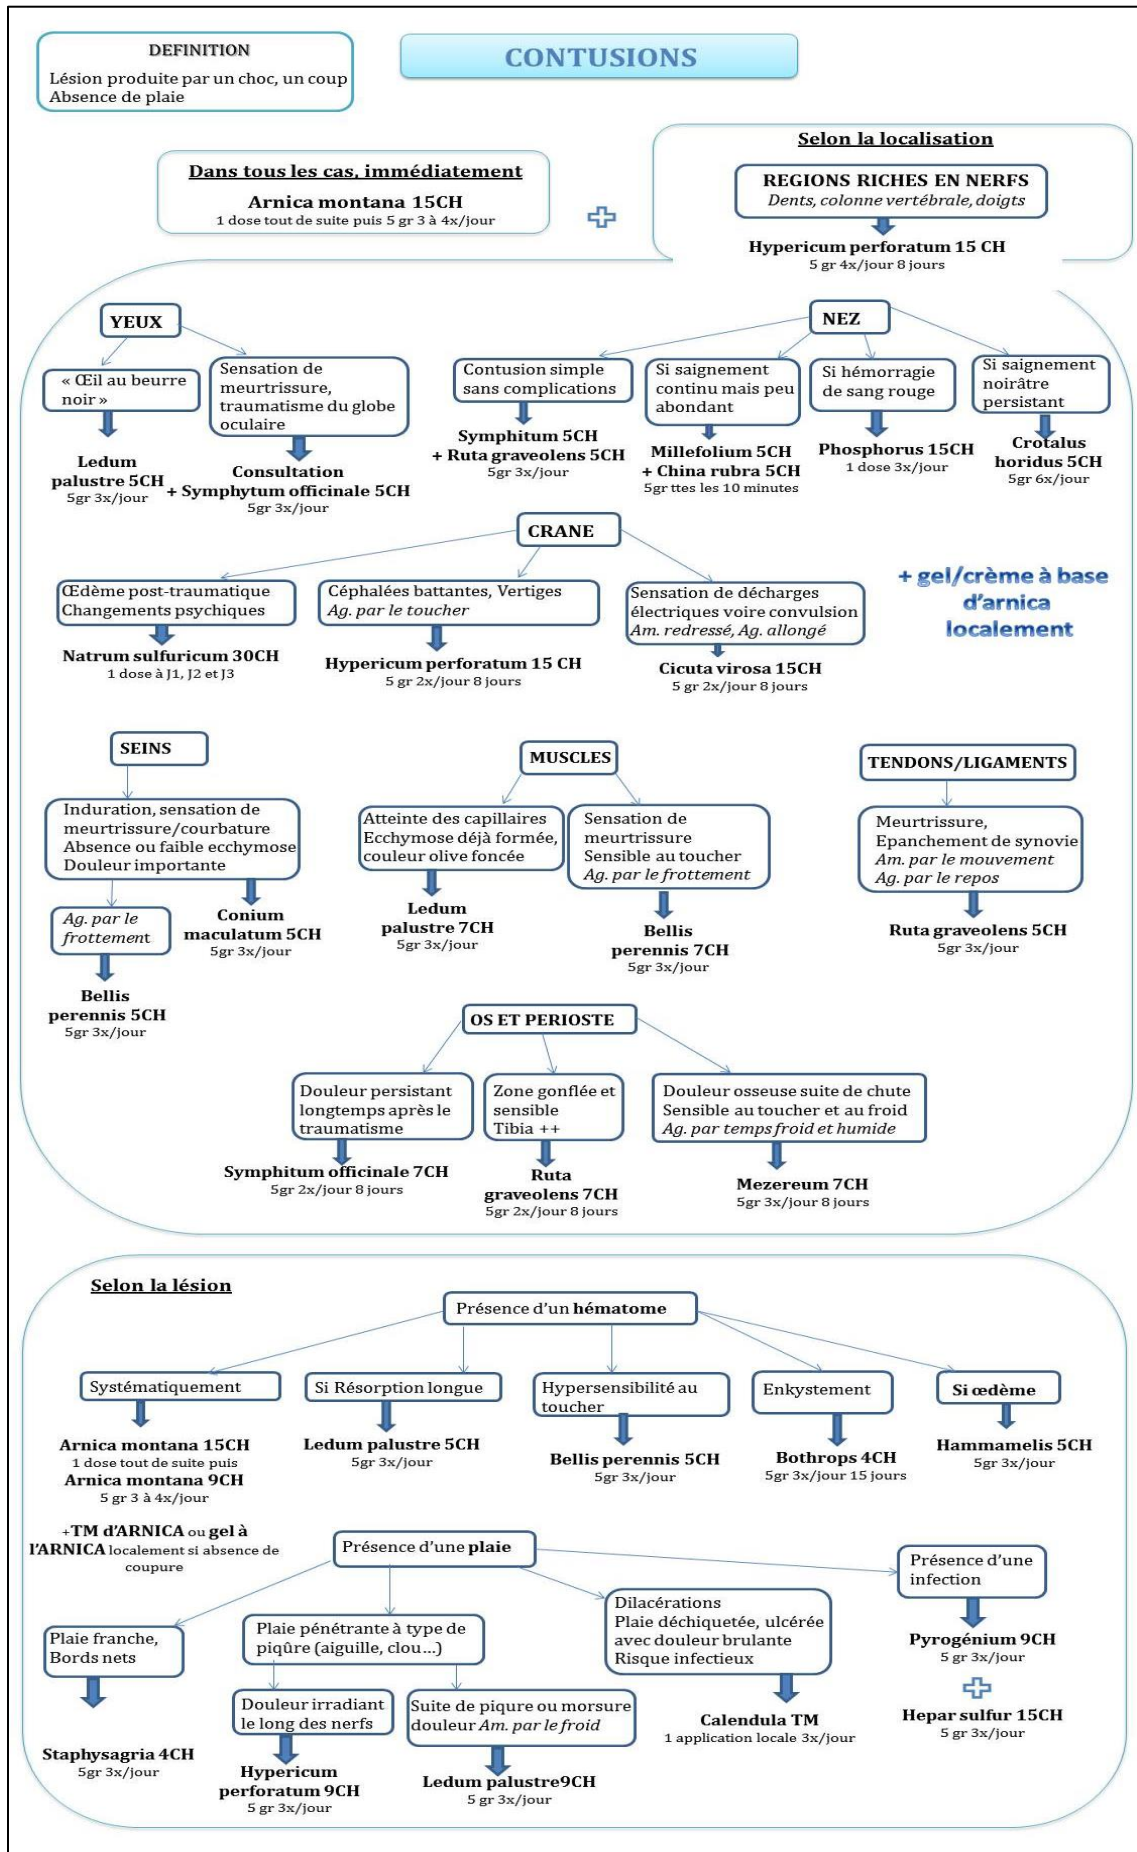 DEFINITION
Lésion produite par un choc, un coup
Absence de plaie
CONTUSIONS
Dans tous les cas, immédiatement
Arnica montana 15CH
1 dose tout de suite puis 5 gr 3 à 4x/jour
Selon la localisation
REGIONS RICHES EN NERFS
Dents, colonne vertébrale, doigts
Hypericum perforatum 15 CH
5 gr 4x/jour 8 jours
YEUX
« Œil au beurre
noir »
Ledum
palustre 5CH
5gr 3x/jour
Sensation de
meurtrissure,
traumatisme du globe
oculaire
Consultation
+ Symphytum officinale 5CH
5gr 3x/jour
NEZ
Contusion simple
sans complications
Symphitum 5CH
+ Ruta graveolens 5CH
5gr 3x/jour
Si saignement
continu mais peu
abondant
Millefolium 5CH
+ China rubra 5CH
5gr ttes les 10 minutes
Si hémorragie
de sang rouge
Phosphorus 15CH
1 dose 3x/jour
Si saignement
noirâtre
persistant
Crotalus
horidus 5CH
5gr 6x/jour
CRANE
Œdème post-traumatique
Changements psychiques
Natrum sulfuricum 30CH
1 dose à J1, J2 et J3
Céphalées battantes, Vertiges
Ag. par le toucher
Hypericum perforatum 15 CH
5 gr 2x/jour 8 jours
Sensation de décharges
électriques voire convulsion
Am. redressé, Ag. allongé
Cicuta virosa 15CH
5 gr 2x/jour 8 jours
+ gel/crème à base
d'arnica
localement
SEINS
Induration, sensation de
meurtrissure/courbature
Absence ou faible ecchymose
Douleur importante
Ag. par le
frottement
Bellis
perennis 5CH
5gr 3x/jour
Conium
maculatum 5CH
5gr 3x/jour
MUSCLES
Atteinte des capillaires
Ecchymose déjà formée,
couleur olive foncée
Ledum
palustre 7CH
5gr 3x/jour
Sensation de
meurtrissure
Sensible au toucher
Ag. par le frottement
Bellis
perennis 7CH
5gr 3x/jour
TENDONS/LIGAMENTS
Meurtrissure,
Epanchement de synovie
Am. par le mouvement
Ag. par le repos
Ruta graveolens 5CH
5gr 3x/jour
OS ET PERIOSTE
Douleur persistant
longtemps après le
traumatisme
Symphitum officinale 7CH
5gr 2x/jour 8 jours
Zone gonflée et
sensible
Tibia ++
Ruta
graveolens 7CH
5gr 2x/jour 8 jours
Douleur osseuse suite de chute
Sensible au toucher et au froid
Ag. par temps froid et humide
Mezereum 7CH
5gr 3x/jour 8 jours
Selon la lésion
Présence d'un hématome
Systématiquement
Arnica montana 15CH
1 dose tout de suite puis
Arnica montana 9CH
5 gr 3 à 4x/jour
+TM d'ARNICA ou gel à
l'ARNICA localement si absence de
coupure
Si Résorption longue
Ledum palustre 5CH
5gr 3x/jour
Hypersensibilité au
toucher
Bellis perennis 5CH
5gr 3x/jour
Enkystement
Bothrops 4CH
5gr 3x/jour 15 jours
Si œdème
Hammamelis 5CH
5gr 3x/jour
Présence d'une plaie
Plaie franche,
Bords nets
Staphysagria 4CH
5gr 3x/jour
Plaie pénétrante à type de
piqûre (aiguille, clou...)
Douleur irradiant
le long des nerfs
Hypericum
perforatum 9CH
5 gr 3x/jour
Suite de piqure ou morsure
douleur Am. par le froid
Ledum palustre9CH
5 gr 3x/jour
Dilacérations
Plaie déchiquetée, ulcérée
avec douleur brulante
Risque infectieux
Calendula TM
1 application locale 3x/jour
Présence d'une
infection
Pyrogénium 9CH
5 gr 3x/jour
Hepar sulfur 15CH
5 gr 3x/jour